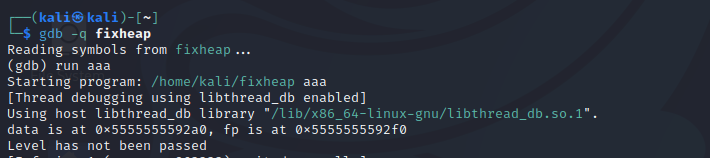 ┌──(kali㉿kali)-[~]
└─$ gdb -q fixheap
Reading symbols from fixheap...
(gdb) run aaa
Starting program: /home/kali/fixheap aaa
[Thread debugging using libthread_db enabled]
Using host libthread_db library "/lib/x86_64-linux-gnu/libthread_db.so.1".
data is at 0×5555555592a0, fp is at 0×5555555592f0
Level has not been passed